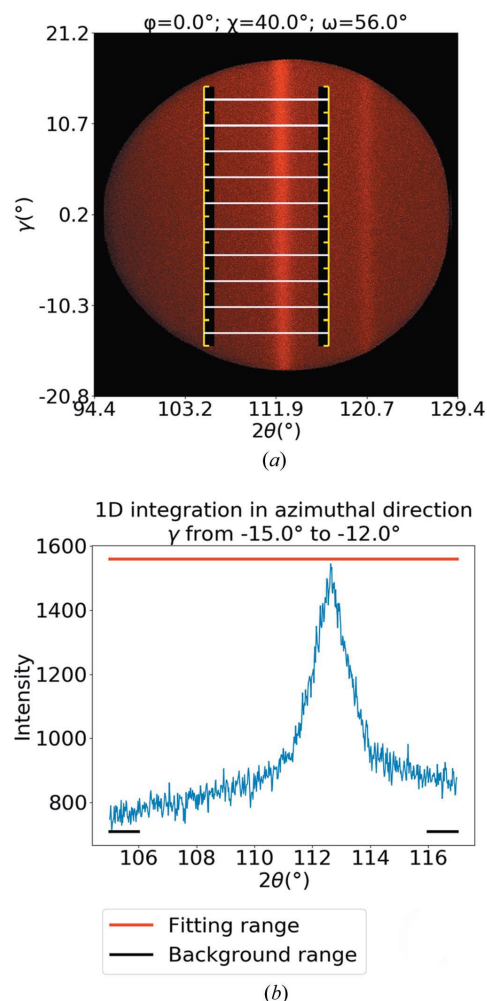 φ=0.0°; χ=40.0°; ω=56.0°
21.2
10.7
0.2
-10.3
-20.8
γ(°)
94.4 103.2 111.9 120.7 129.4
2θ(°)
(a)
1D integration in azimuthal direction
γ from -15.0° to -12.0°
1600
1400
1200
1000
800
Intensity
106 108 110 112 114 116
2θ(°)
Fitting range
Background range
(b)